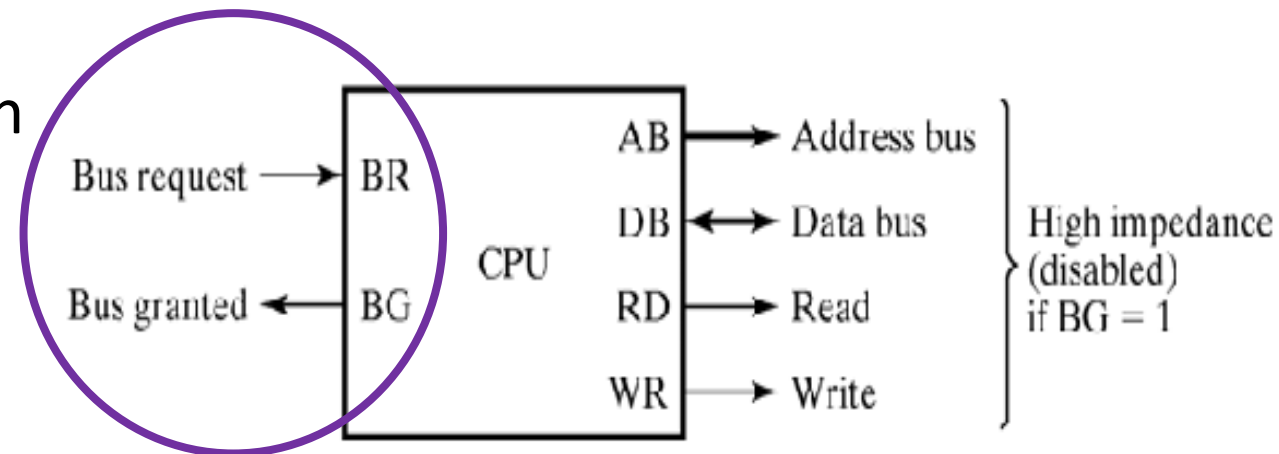 n
Bus request
BR
Bus granted
BG
CPU
AB
Address bus
DB
Data bus
RD
Read
WR
Write
High impedance
(disabled)
if BG = 1